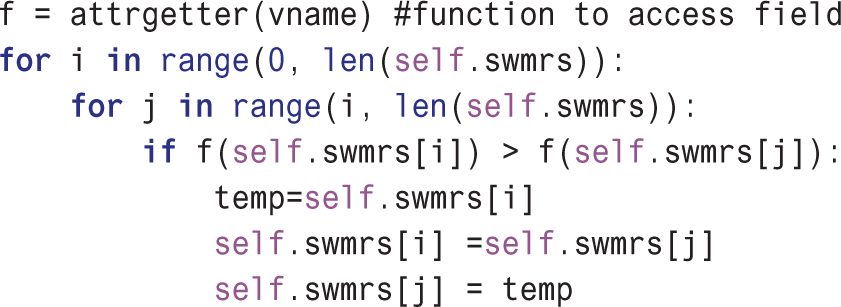 f = attrgetter(vname) #function to access field
for i in range(0, len(self.swmrs)):
    for j in range(i, len(self.swmrs)):
        if f(self.swmrs[i]) > f(self.swmrs[j]):
            temp=self.swmrs[i]
            self.swmrs[i] =self.swmrs[j]
            self.swmrs[j] = temp